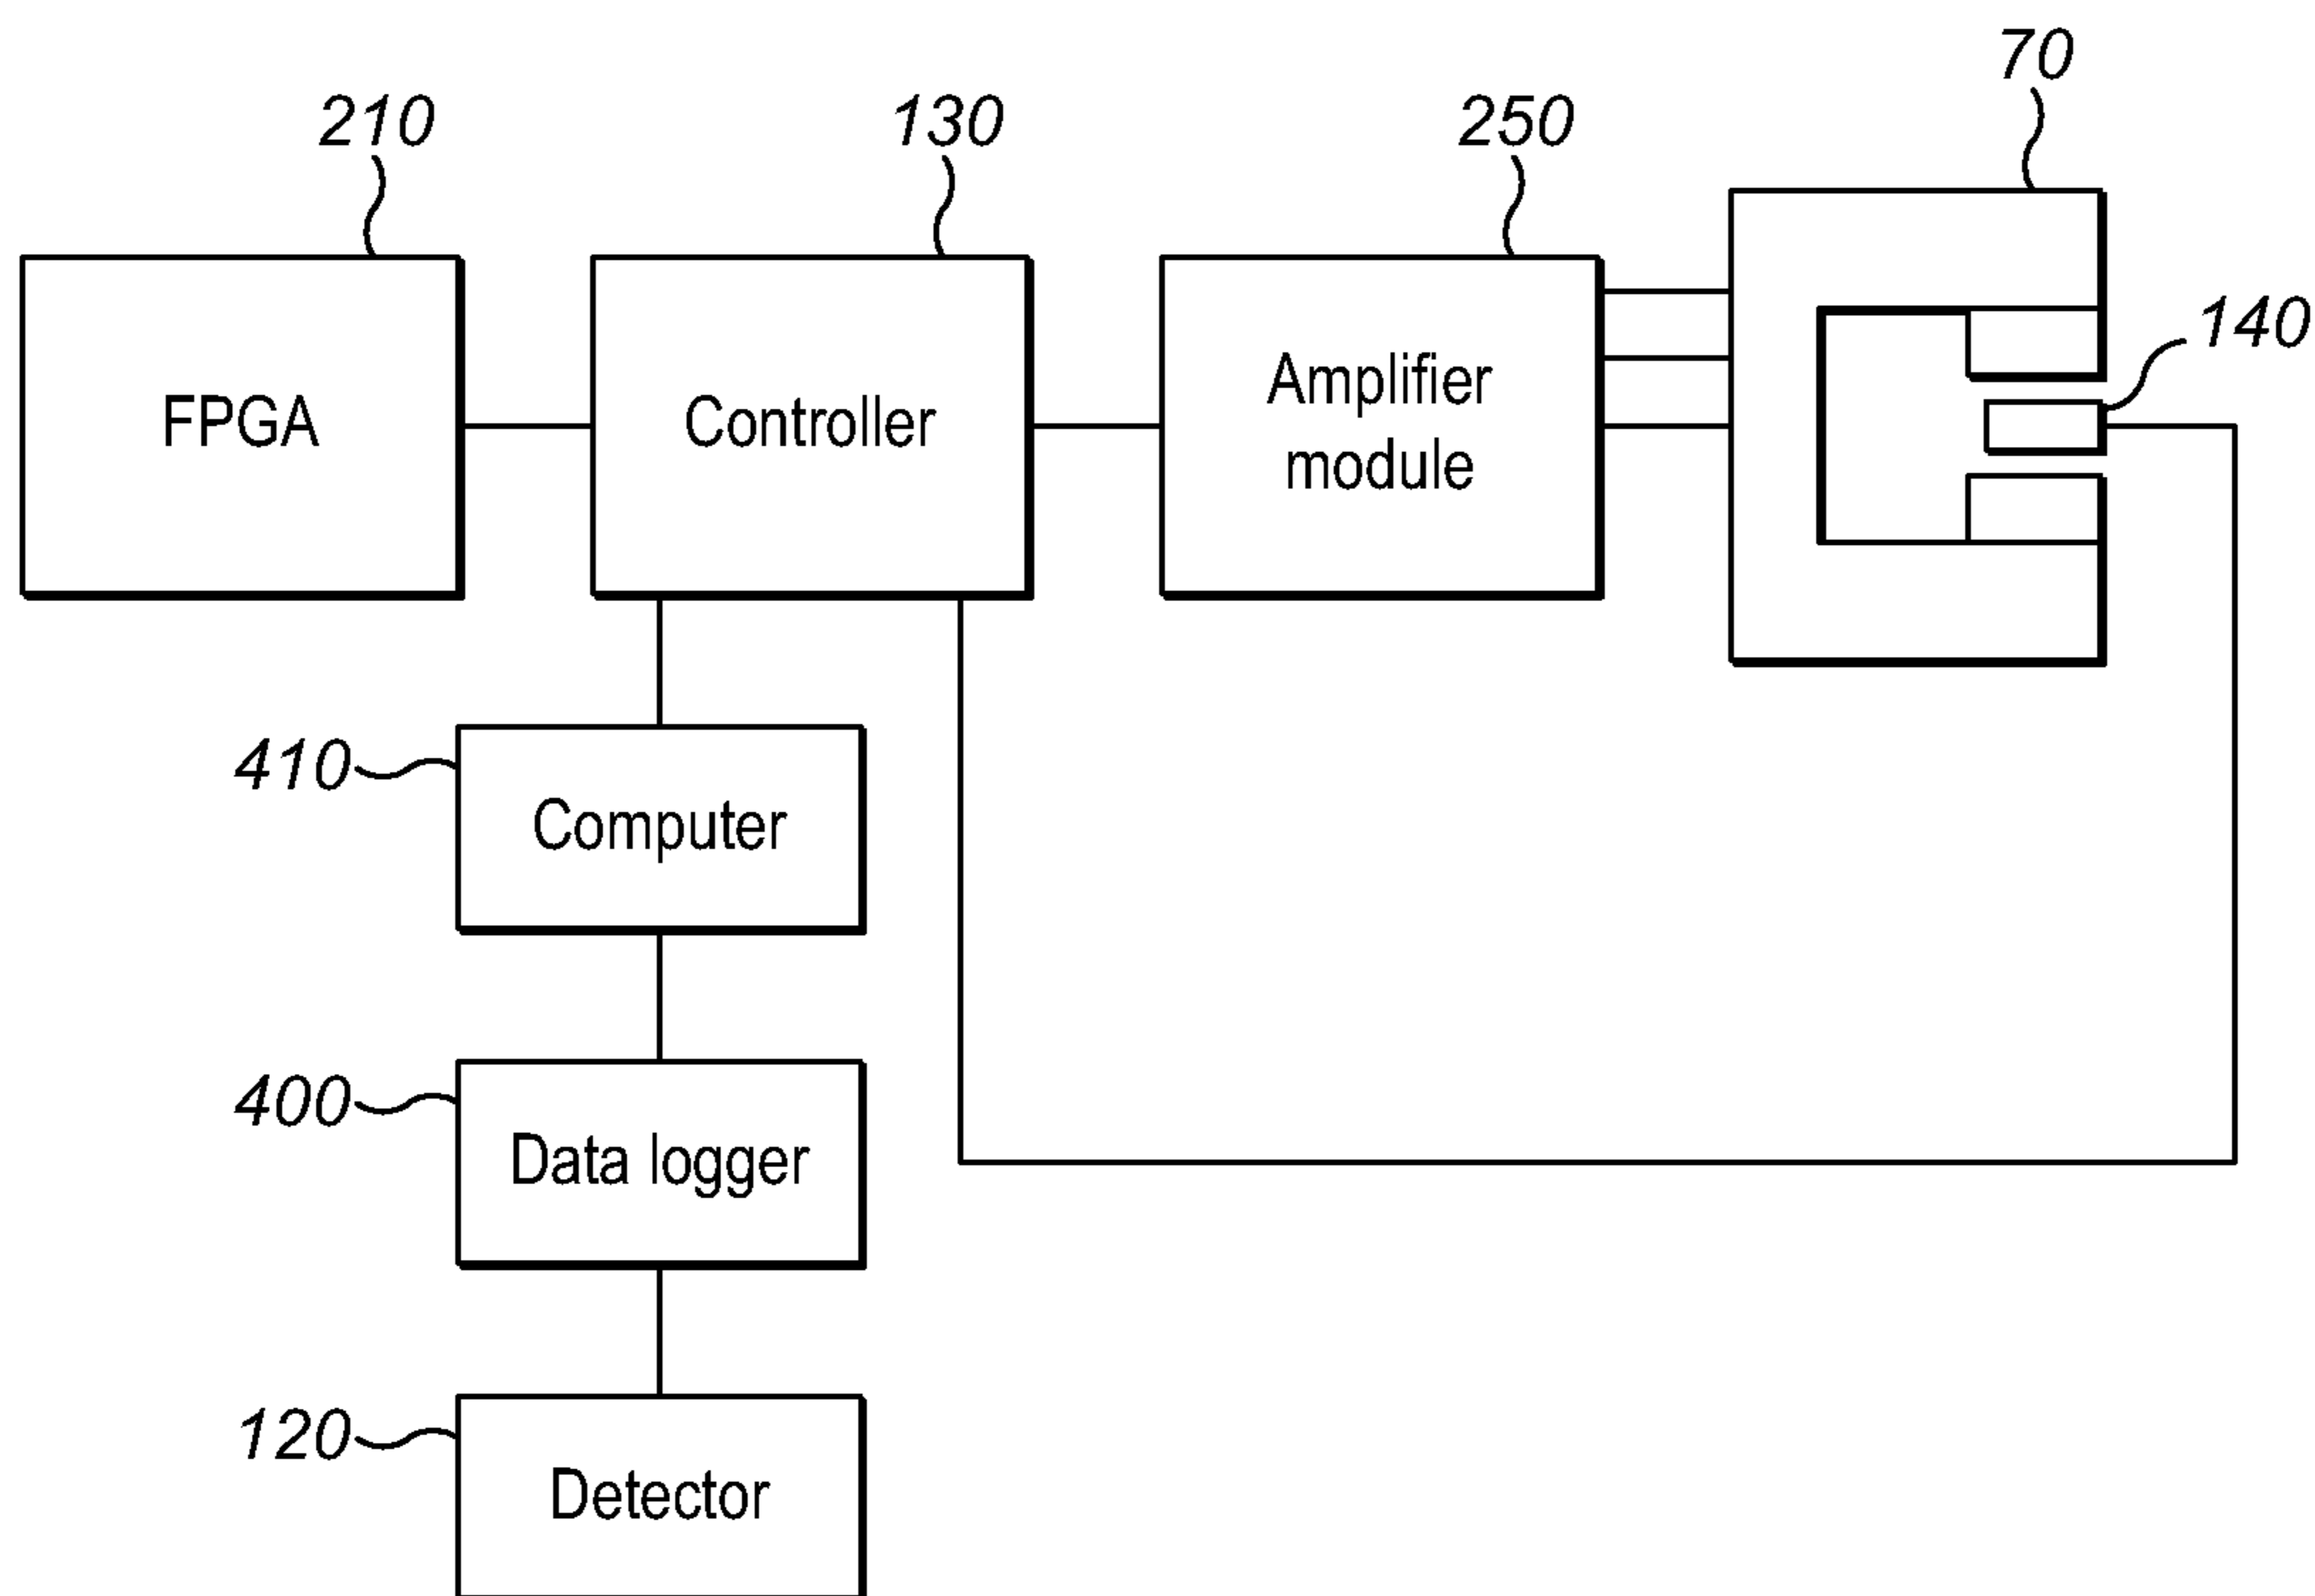 70
210
130
250
140
FPGA
Controller
Amplifier
module
410
Computer
400
Data logger
120
Detector